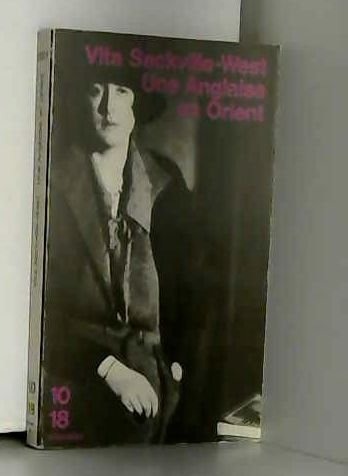 Vita Sackville-West
Une Anglaise
en Orient
10
18